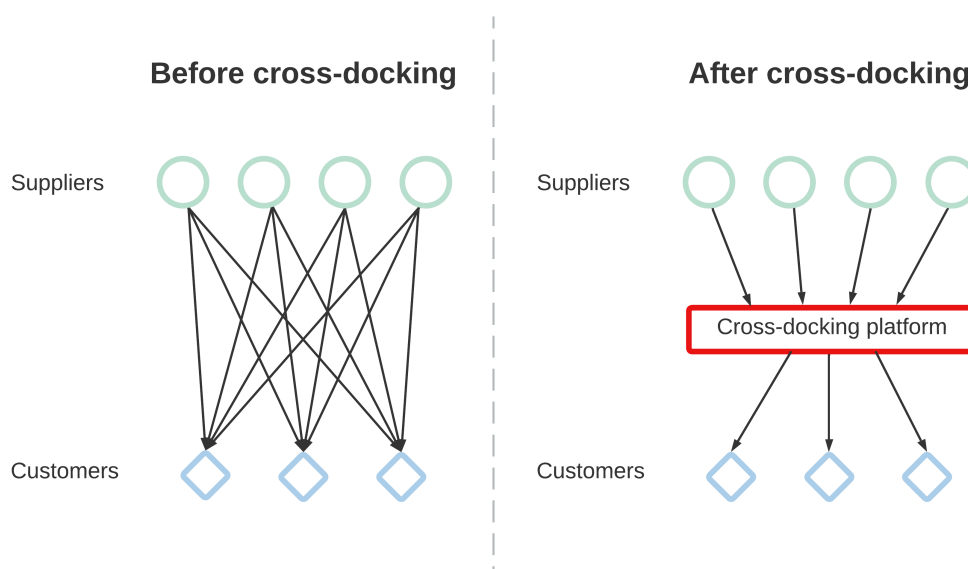 Before cross-docking
After cross-docking
Suppliers
Suppliers
Cross-docking platform
Customers
Customers